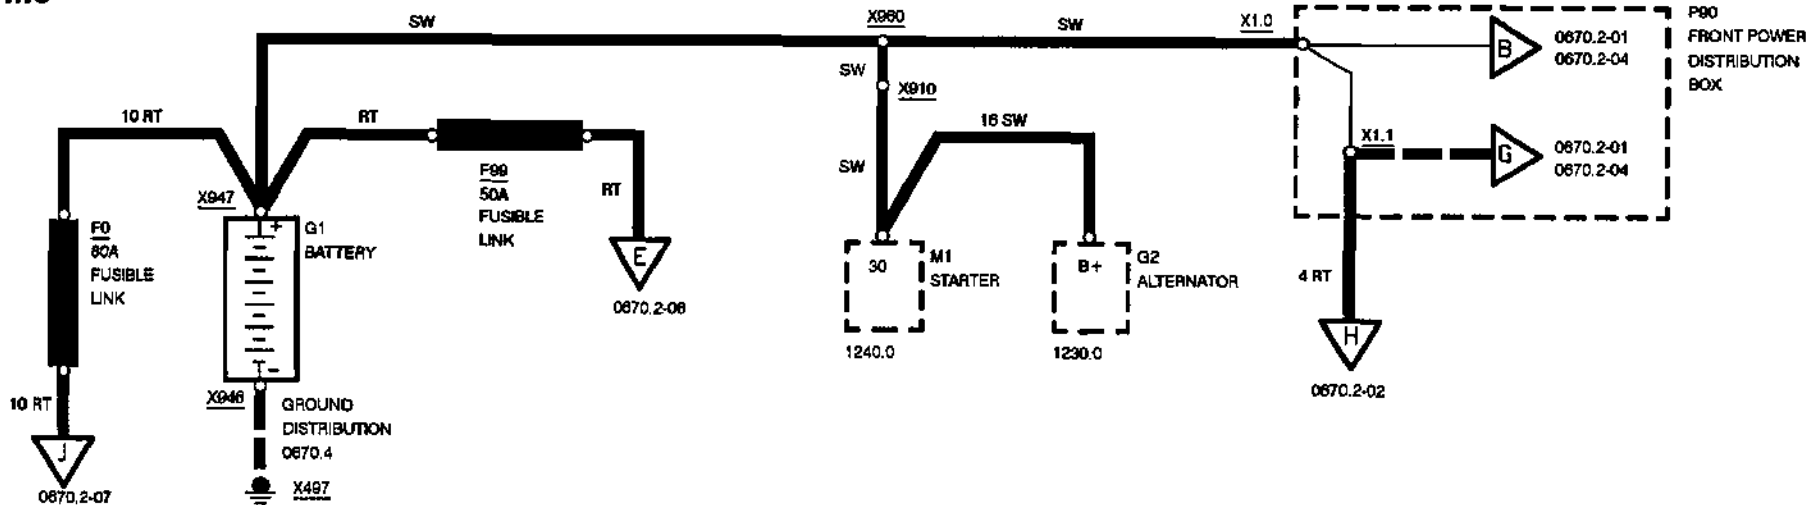 SW
X960
SW
X1.0
P90
FRONT POWER
DISTRIBUTION
BOX
B
0670.2-01
0670.2-04
SW
X910
10 RT
RT
16 SW
X1.1
G
0670.2-01
0670.2-04
F99
50A
FUSIBLE
LINK
RT
SW
X947
+
G1
BATTERY
F0
80A
FUSIBLE
LINK
E
0670.2-06
30
M1
STARTER
B+
G2
ALTERNATOR
4 RT
1240.0
1230.0
H
0670.2-02
-
X946
GROUND
DISTRIBUTION
0670.4
10 RT
J
0670.2-07
X497